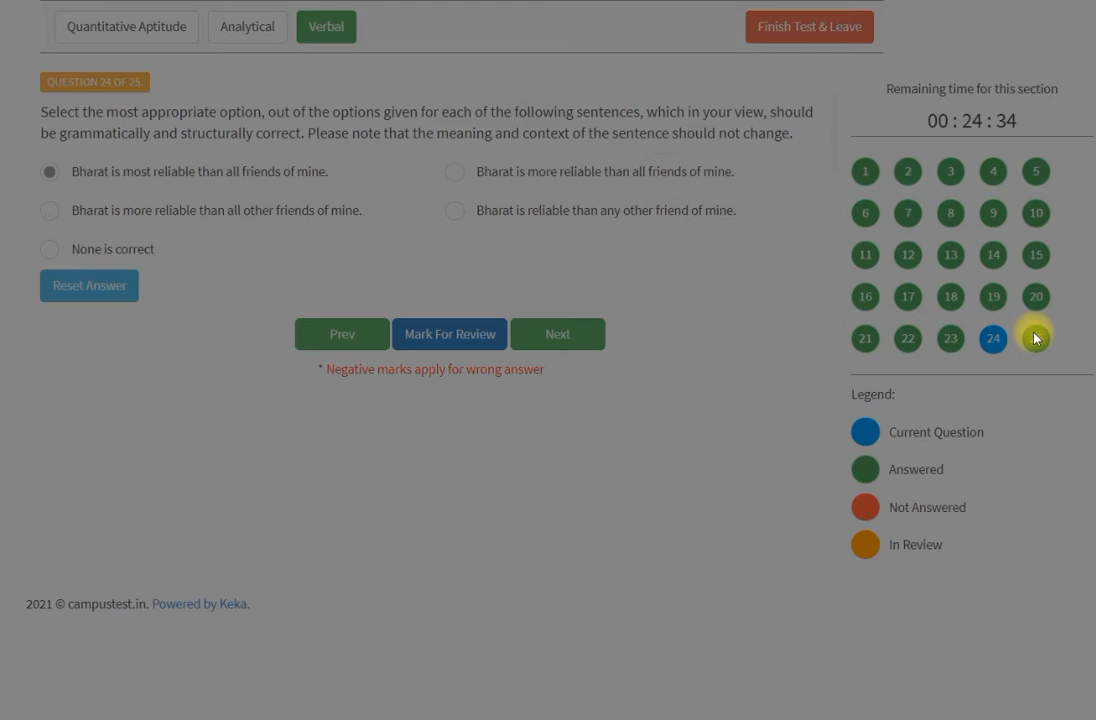 Quantitative Aptitude Analytical Verbal Finish Test & Leave
QUESTION 24 OF 25.
Select the most appropriate option, out of the options given for each of the following sentences, which in your view, should
be grammatically and structurally correct. Please note that the meaning and context of the sentence should not change.
Bharat is most reliable than all friends of mine.
Bharat is more reliable than all friends of mine.
Bharat is more reliable than all other friends of mine.
Bharat is reliable than any other friend of mine.
None is correct
Reset Answer
Prev Mark For Review Next
* Negative marks apply for wrong answer
Remaining time for this section
00 : 24 : 34
1 2 3 4 5
6 7 8 9 10
11 12 13 14 15
16 17 18 19 20
21 22 23 24
Legend:
Current Question
Answered
Not Answered
In Review
2021 © campustest.in. Powered by Keka.